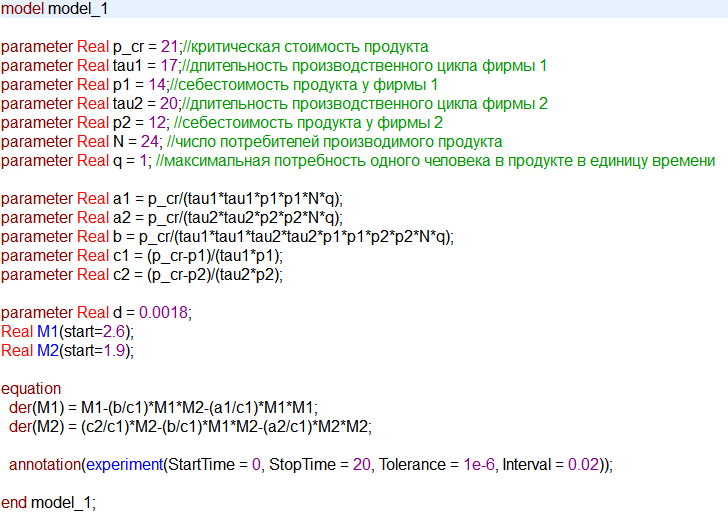 model model_1
parameter Real p_cr = 21;//критическая стоимость продукта
parameter Real tau1 = 17;//длительность производственного цикла фирмы 1
parameter Real p1 = 14;//себестоимость продукта у фирмы 1
parameter Real tau2 = 20;//длительность производственного цикла фирмы 2
parameter Real p2 = 12; //себестоимость продукта у фирмы 2
parameter Real N = 24; //число потребителей производимого продукта
parameter Real q = 1; //максимальная потребность одного человека в продукте в единицу времени
parameter Real a1 = p_cr/(tau1*tau1*p1*p1*N*q);
parameter Real a2 = p_cr/(tau2*tau2*p2*p2*N*q);
parameter Real b = p_cr/(tau1*tau1*tau2*tau2*p1*p1*p2*p2*N*q);
parameter Real c1 = (p_cr-p1)/(tau1*p1);
parameter Real c2 = (p_cr-p2)/(tau2*p2);
parameter Real d = 0.0018;
Real M1(start=2.6);
Real M2(start=1.9);
equation
der(M1) = M1-(b/c1)*M1*M2-(a1/c1)*M1*M1;
der(M2) = (c2/c1)*M2-(b/c1)*M1*M2-(a2/c1)*M2*M2;
annotation(experiment(StartTime = 0, StopTime = 20, Tolerance = 1e-6, Interval = 0.02));
end model_1;